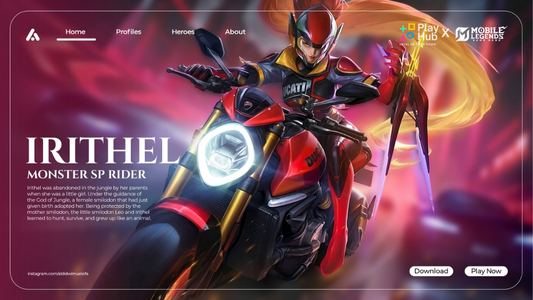 Home
Profiles
Heroes
About
Play
Hub
X
MOBILE
LEGENDS
DUCATI
IRITHEL
MONSTER SP RIDER
Irithel was abandoned in the jungle by her parents
when she was a little girl. Under the guidance of
the God of Jungle, a female smilodon that had just
given birth adopted her. Being protected by the
mother smilodon, the little smilodon Leo and Irithel
learned to hunt, survive, and grew up like an animal.
Download
Play Now